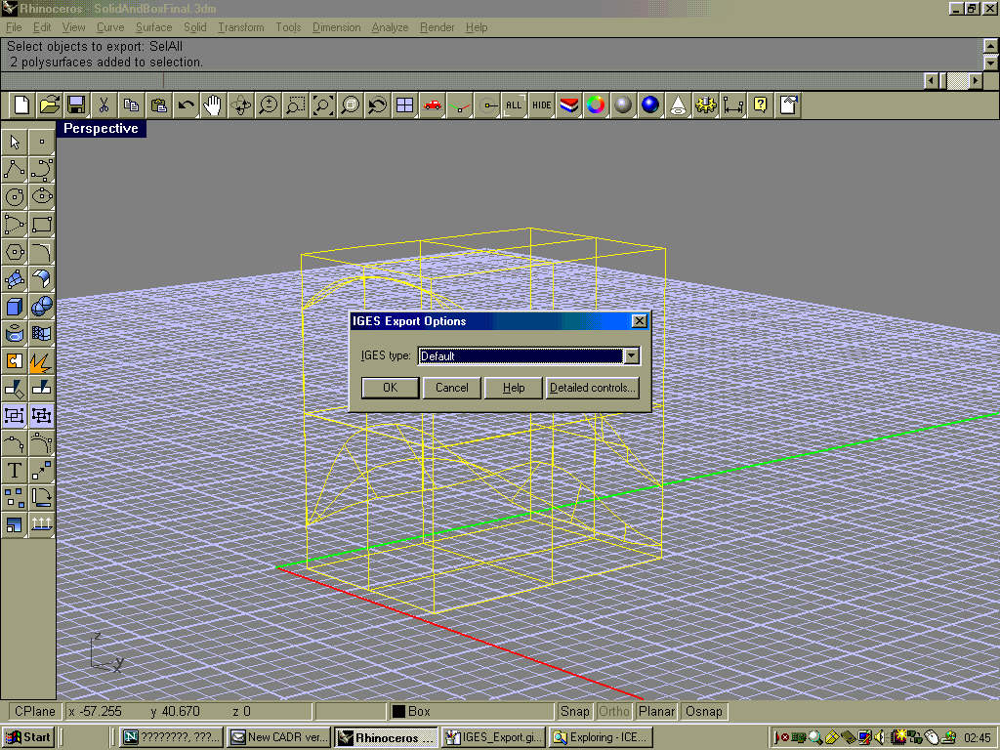 Rhinoceros - SolidAndBoxFinal.3dm
File Edit View Curve Surface Solid Transform Tools Dimension Analyze Render Help
Select objects to export: SelAll
2 polysurfaces added to selection.
ALL HIDE
Perspective
IGES Export Options
IGES type: Default
OK Cancel Help Detailed controls...
T
z
y
x
CPlane x -57.255 y 40.670 z 0 Box Snap Ortho Planar Osnap
Start ????????, ???... New CADR ver... Rhinoceros ... IGES_Export.gi... Exploring - ICE... 02:45